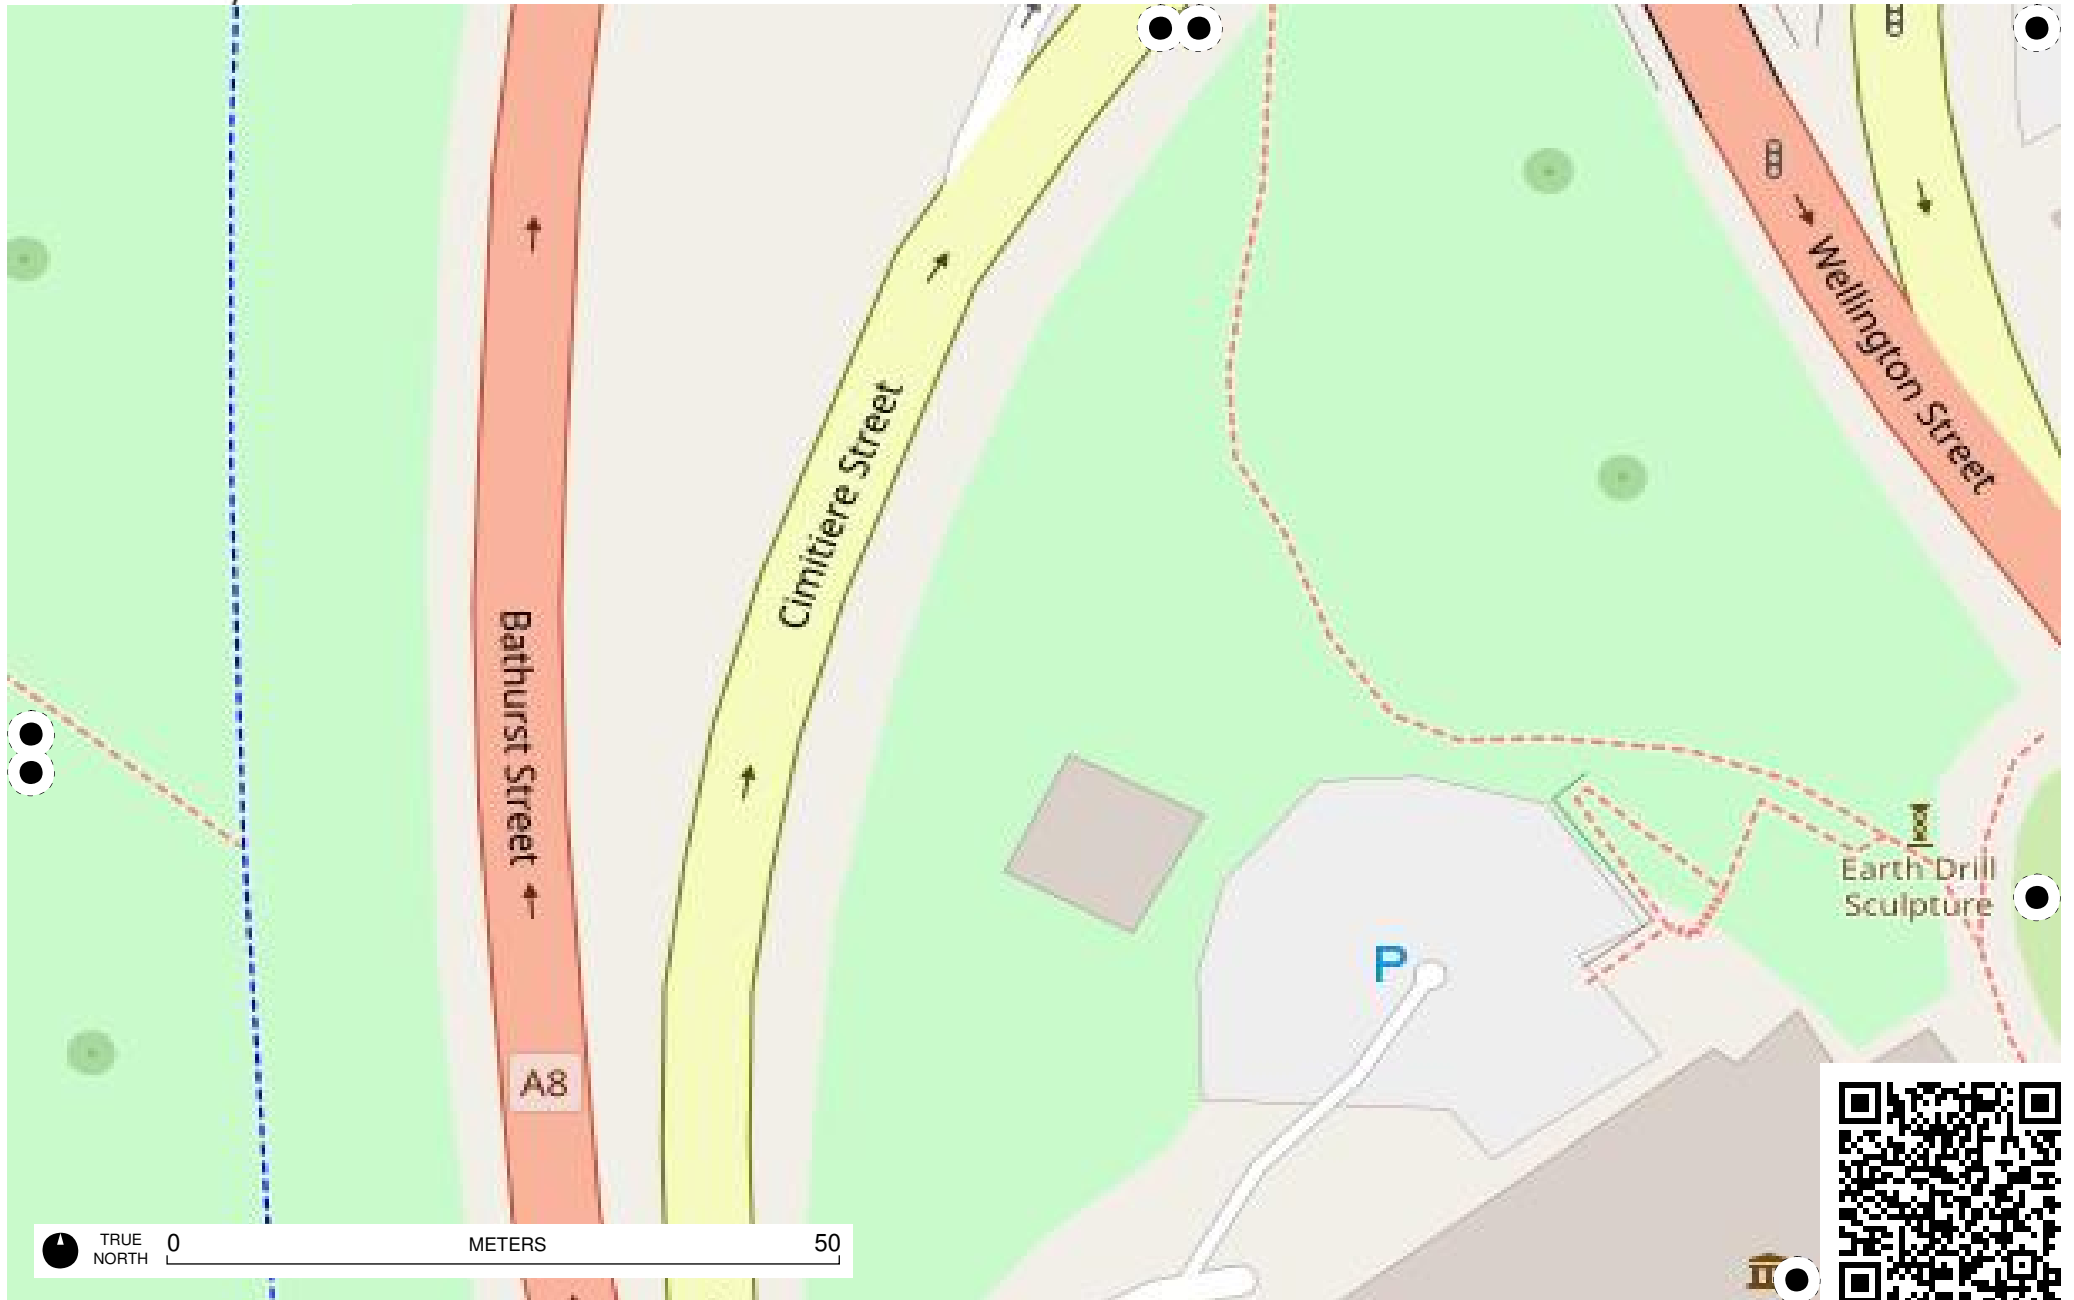 Wellington Street
Cimitiere Street
Bathurst Street
Earth Drill
Sculpture
P
A8
TRUE
NORTH
0
METERS
50